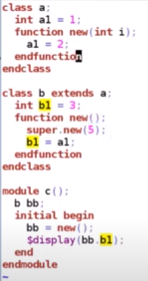 class a;
int a1 = 1;
function new(int i);
a1 = 2;
endfunction
endclass
class b extends a;
int b1 = 3;
function new();
super.new(5);
b1 = a1;
endfunction
endclass
module c();
b bb;
initial begin
bb = new();
$display(bb.b1);
end
endmodule
~